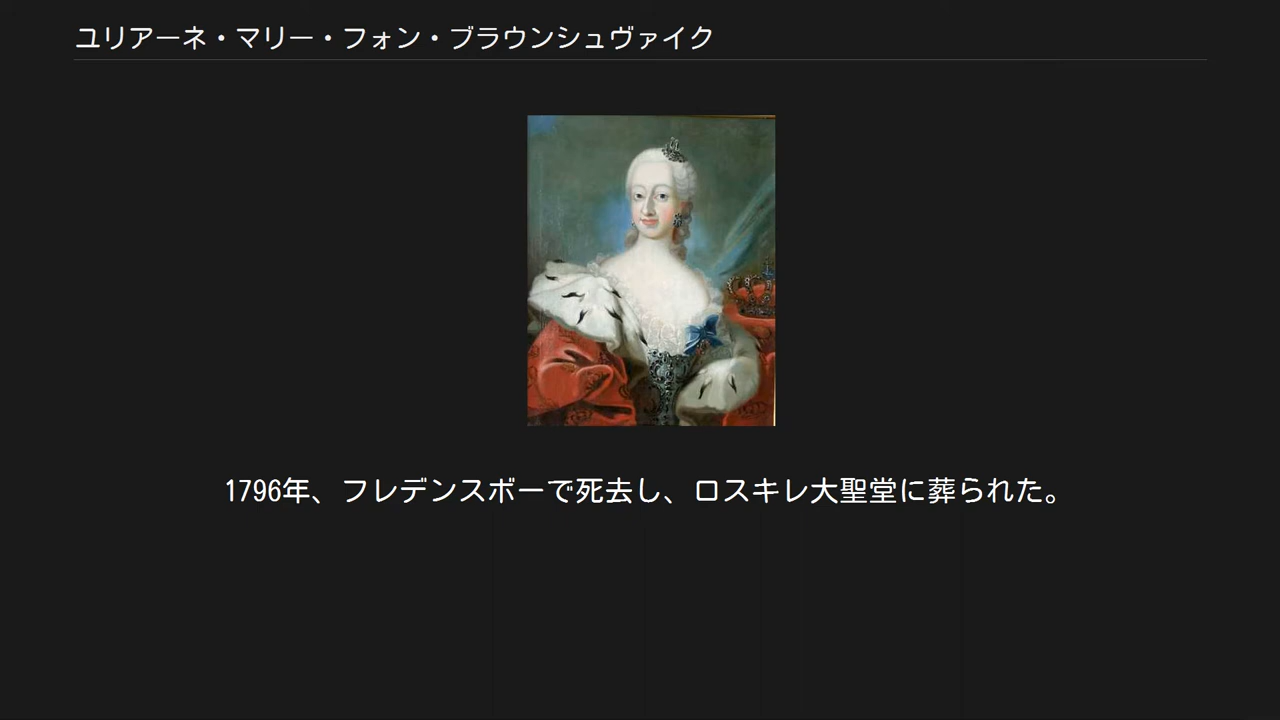 ユリアーネ・マリー・フォン・ブラウンシュヴァイク
1796年、フレデンスボーで死去し、ロスキレ大聖堂に葬られた。